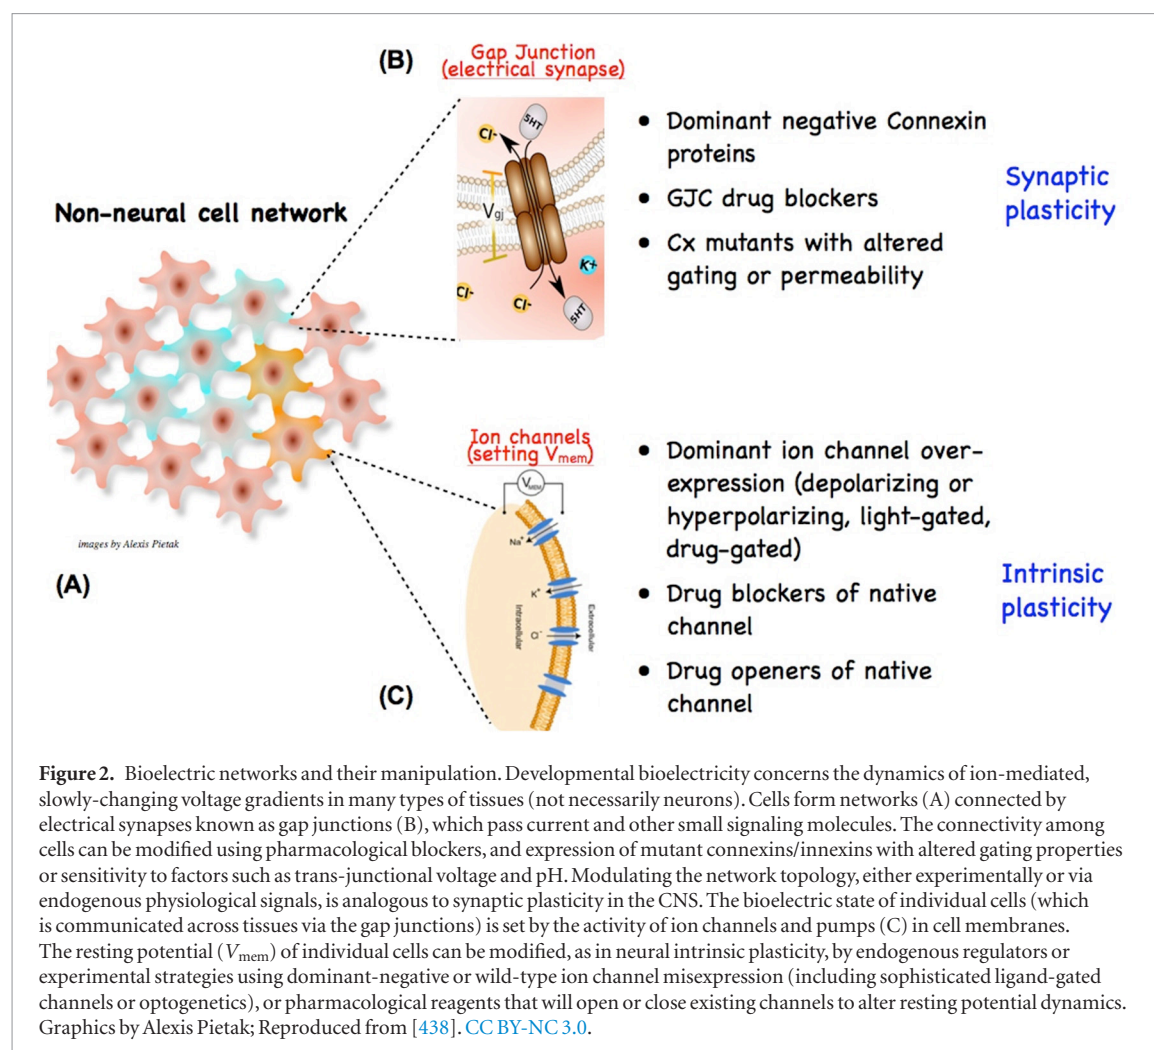 (B)
Gap Junction
(electrical synapse)
5HT
Cl-
Vgj
K+
Cl-
Cl-
5HT
• Dominant negative Connexin
proteins
• GJC drug blockers
• Cx mutants with altered
gating or permeability
Synaptic
plasticity
Non-neural cell network
images by Alexis Pietak
(A)
Ion channels
(setting Vmem)
VMEM
Na+
K+
Cl-
Intracellular
Extracellular
(C)
• Dominant ion channel over-
expression (depolarizing or
hyperpolarizing, light-gated,
drug-gated)
• Drug blockers of native
channel
• Drug openers of native
channel
Intrinsic
plasticity
Figure 2. Bioelectric networks and their manipulation. Developmental bioelectricity concerns the dynamics of ion-mediated,
slowly-changing voltage gradients in many types of tissues (not necessarily neurons). Cells form networks (A) connected by
electrical synapses known as gap junctions (B), which pass current and other small signaling molecules. The connectivity among
cells can be modified using pharmacological blockers, and expression of mutant connexins/innexins with altered gating properties
or sensitivity to factors such as trans-junctional voltage and pH. Modulating the network topology, either experimentally or via
endogenous physiological signals, is analogous to synaptic plasticity in the CNS. The bioelectric state of individual cells (which
is communicated across tissues via the gap junctions) is set by the activity of ion channels and pumps (C) in cell membranes.
The resting potential (Vmem) of individual cells can be modified, as in neural intrinsic plasticity, by endogenous regulators or
experimental strategies using dominant-negative or wild-type ion channel misexpression (including sophisticated ligand-gated
channels or optogenetics), or pharmacological reagents that will open or close existing channels to alter resting potential dynamics.
Graphics by Alexis Pietak; Reproduced from [438]. CC BY-NC 3.0.